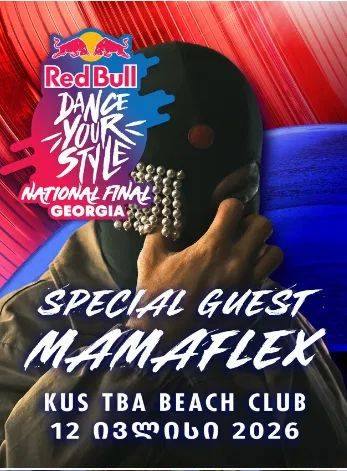 Red Bull
DANCE
YOUR
STYLE
NATIONAL FINAL
GEORGIA
SPECIAL GUEST
MAMAFLEX
KUS TBA BEACH CLUB
12 ივლისი 2026